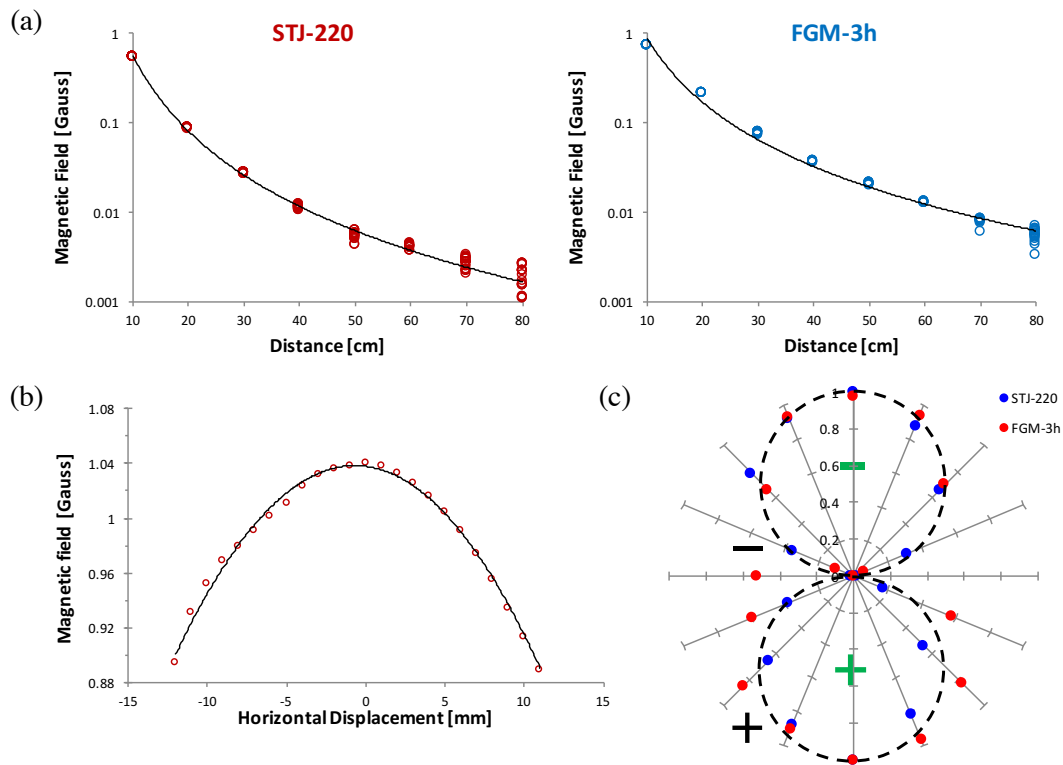 (a)
STJ-220
FGM-3h
Magnetic Field [Gauss]
1
0.1
0.01
0.001
10 20 30 40 50 60 70 80
Distance [cm]
Magnetic Field [Gauss]
1
0.1
0.01
0.001
10 20 30 40 50 60 70 80
Distance [cm]
(b)
Magnetic field [Gauss]
1.08
1.04
1
0.96
0.92
0.88
-15 -10 -5 0 5 10 15
Horizontal Displacement [mm]
(c)
STJ-220
FGM-3h
1
0.8
0.6
0.4
0.2
0
−
−
+
+